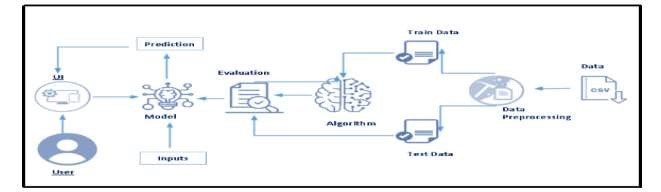 Train Data
Prediction
UI
Evaluation
Data
CSV
Model
Algorithm
Data
Preprocessing
Inputs
Test Data
User